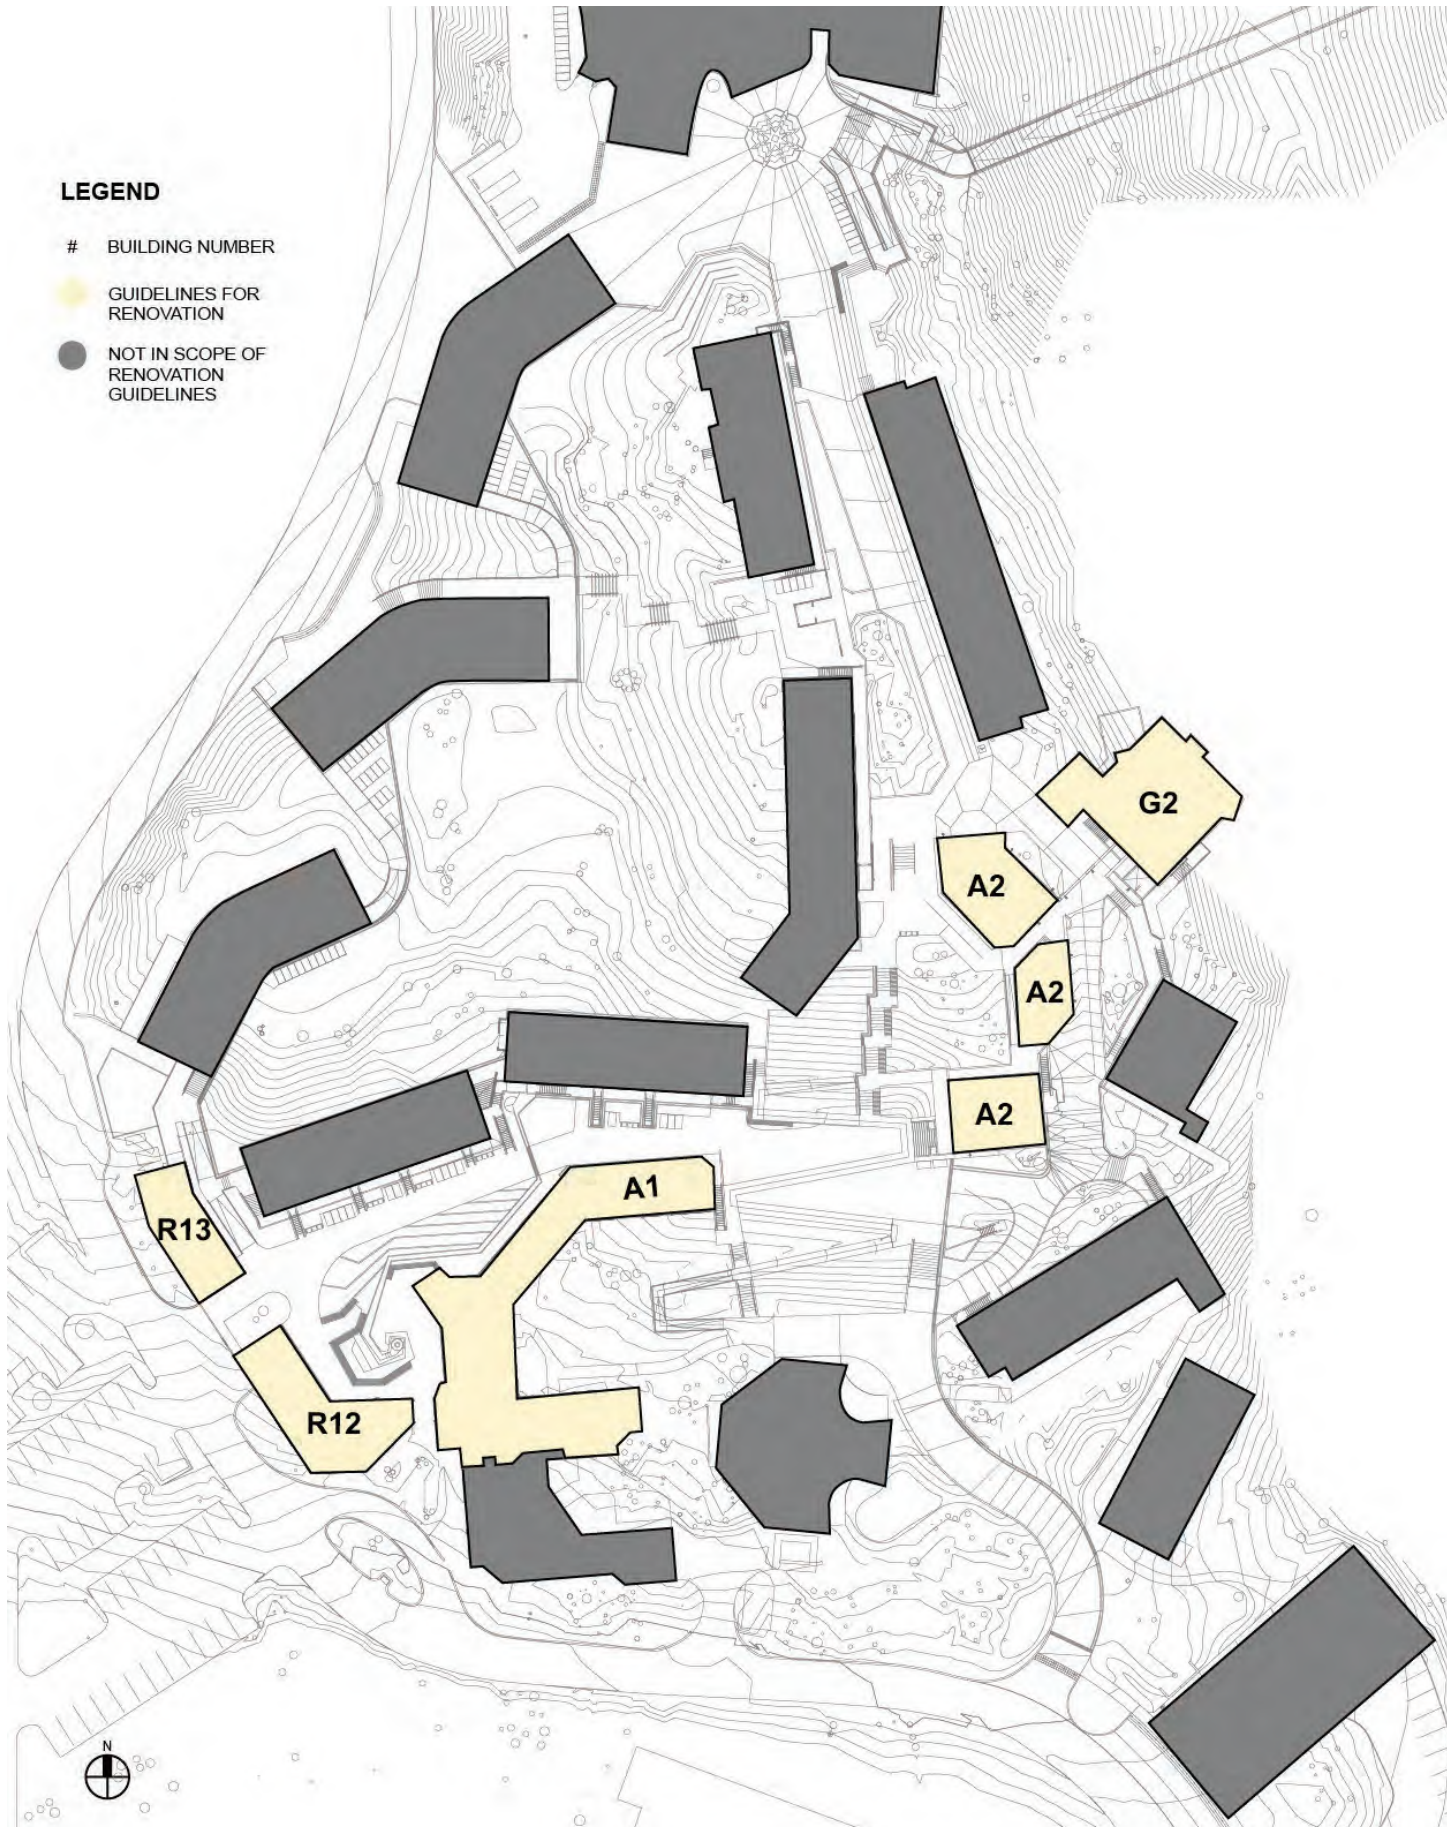 LEGEND
# BUILDING NUMBER
GUIDELINES FOR
RENOVATION
NOT IN SCOPE OF
RENOVATION
GUIDELINES
G2
A2
A2
A2
A1
R13
R12
N